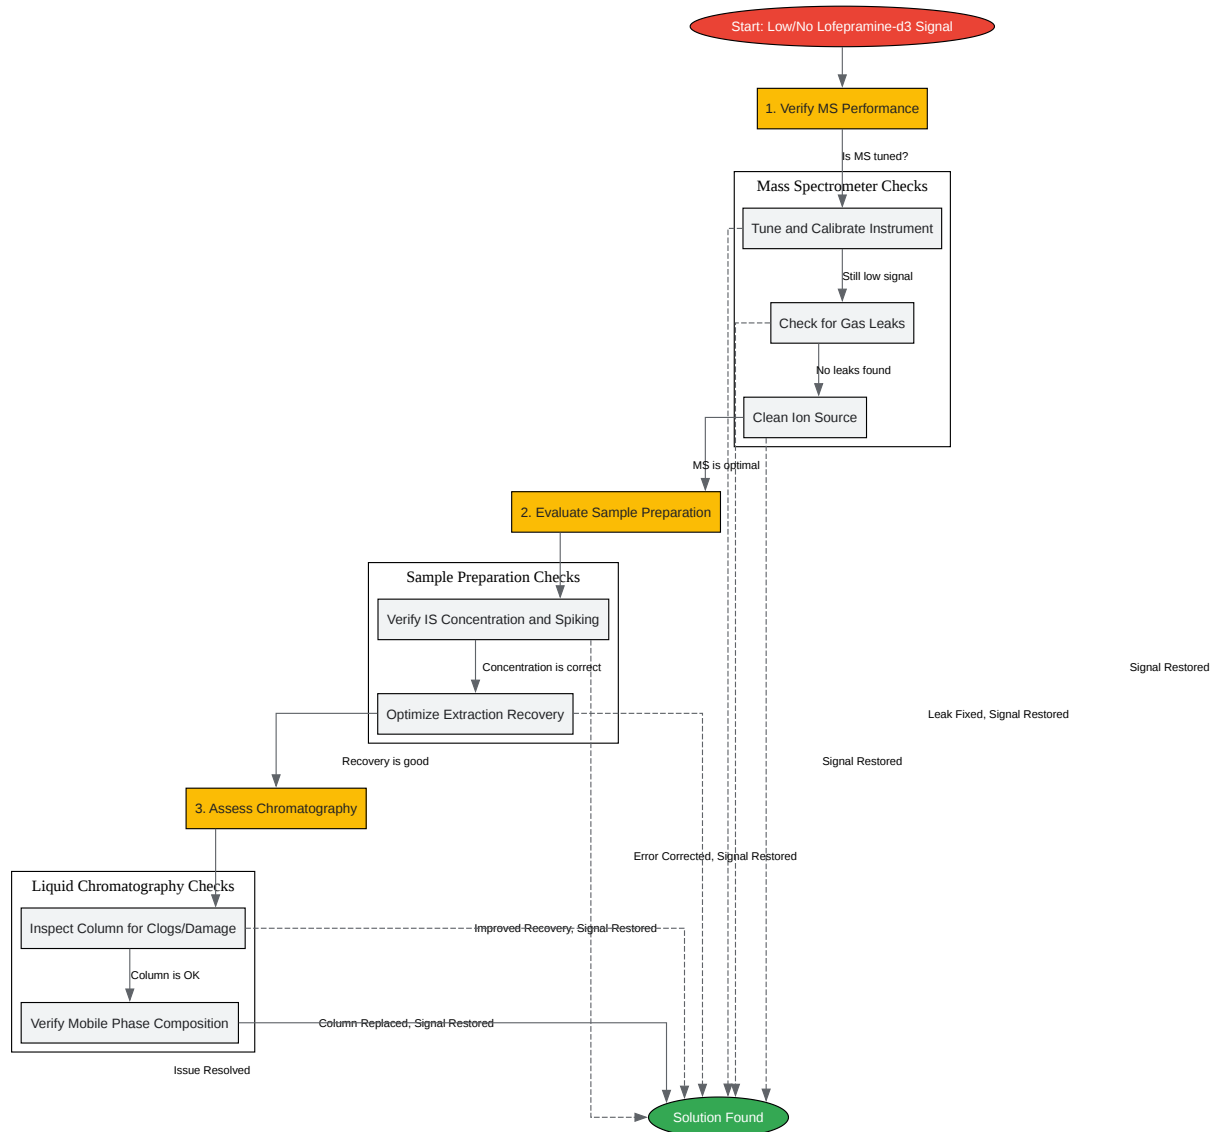 Start: Low/No Lofepramine-d3 Signal
1. Verify MS Performance
Is MS tuned?
Mass Spectrometer Checks
Tune and Calibrate Instrument
Still low signal
Check for Gas Leaks
No leaks found
Clean Ion Source
MS is optimal
2. Evaluate Sample Preparation
Sample Preparation Checks
Verify IS Concentration and Spiking
Concentration is correct
Signal Restored
Optimize Extraction Recovery
Leak Fixed, Signal Restored
Recovery is good
Signal Restored
3. Assess Chromatography
Error Corrected, Signal Restored
Liquid Chromatography Checks
Inspect Column for Clogs/Damage
Improved Recovery, Signal Restored
Column is OK
Verify Mobile Phase Composition
Column Replaced, Signal Restored
Issue Resolved
Solution Found